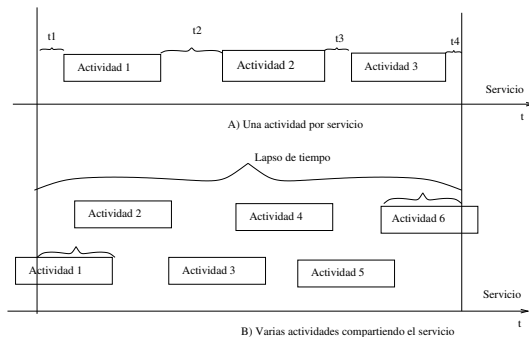 t1
t2
t3
t4
Actividad 1
Actividad 2
Actividad 3
Servicio
t
A) Una actividad por servicio
Lapso de tiempo
Actividad 2
Actividad 4
Actividad 6
Actividad 1
Actividad 3
Actividad 5
Servicio
t
B) Varias actividades compartiendo el servicio